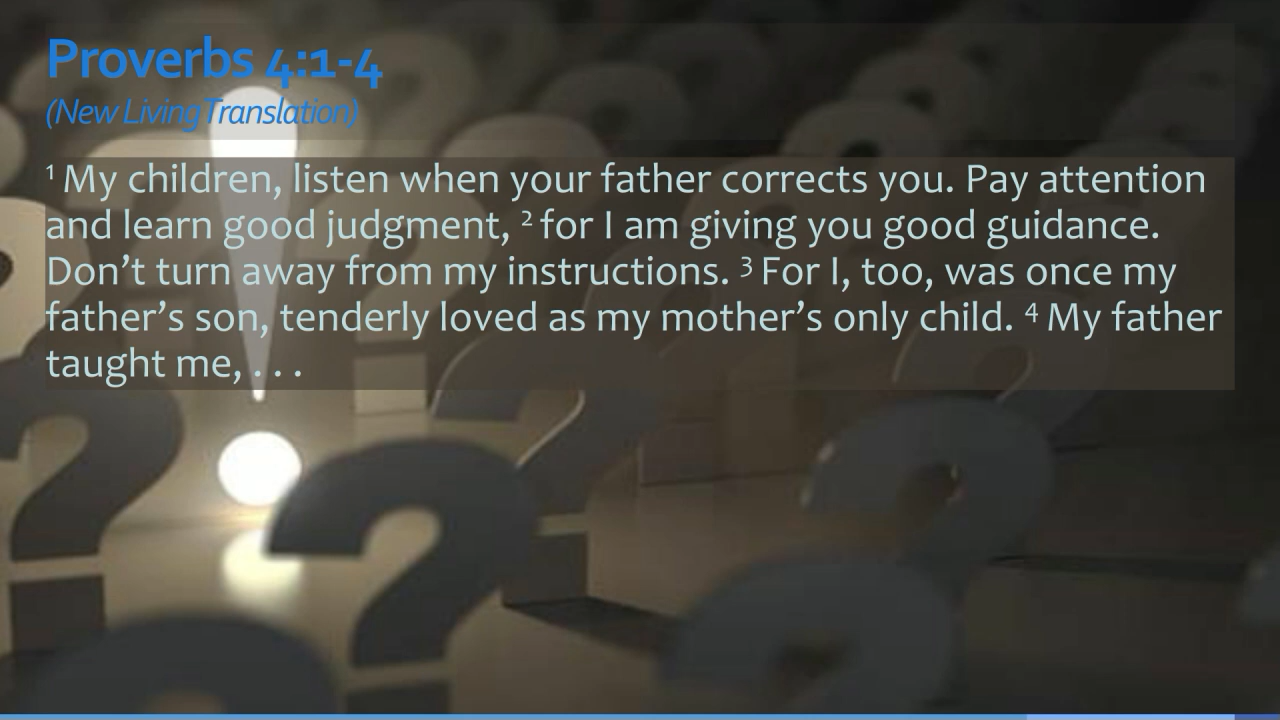 Proverbs 4:1-4
(New Living Translation)
¹ My children, listen when your father corrects you. Pay attention
and learn good judgment, ² for I am giving you good guidance.
Don’t turn away from my instructions. ³ For I, too, was once my
father’s son, tenderly loved as my mother’s only child. ⁴ My father
taught me, . . .